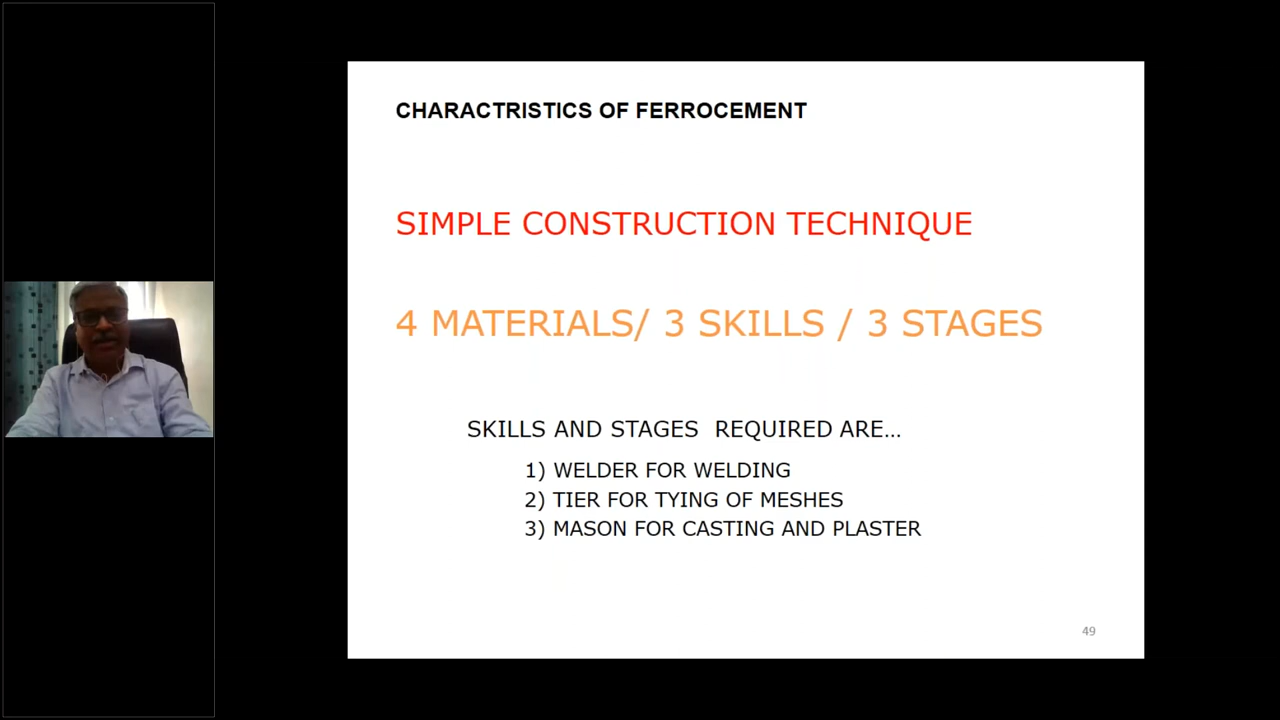 CHARACTRISTICS OF FERROCEMENT
SIMPLE CONSTRUCTION TECHNIQUE
4 MATERIALS/ 3 SKILLS / 3 STAGES
SKILLS AND STAGES REQUIRED ARE...
1) WELDER FOR WELDING
2) TIER FOR TYING OF MESHES
3) MASON FOR CASTING AND PLASTER
49